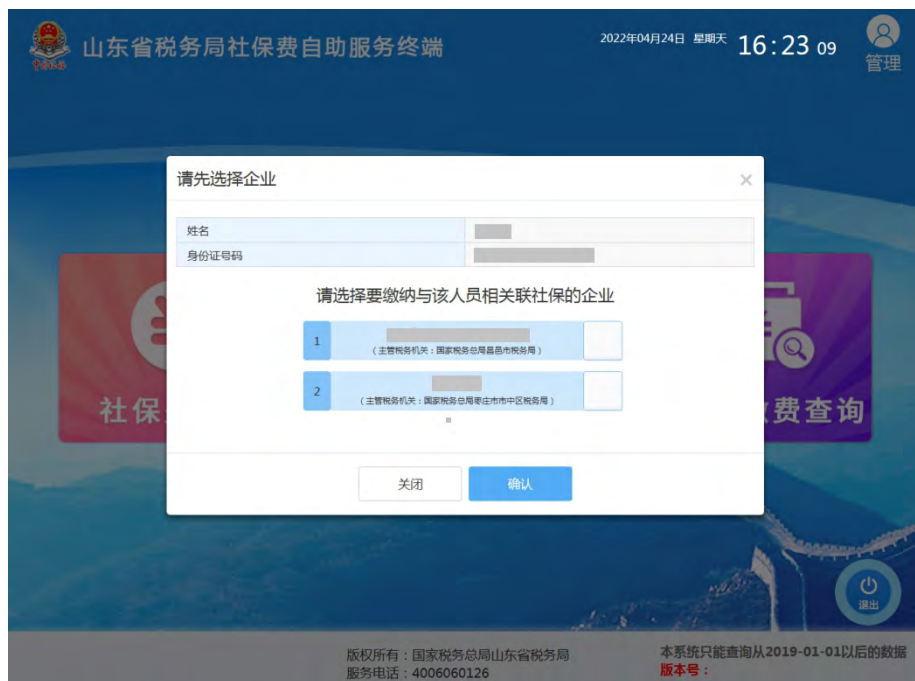 山东省税务局社保费自助服务终端
2022年04月24日 星期天 16:23 09
管理
请先选择企业
姓名
身份证号码
请选择要缴纳与该人员相关联社保的企业
1
(主管税务机关：国家税务总局昌邑市税务局)
2
(主管税务机关：国家税务总局枣庄市市中区税务局)
社保
费查询
关闭
确认
退出
版权所有：国家税务总局山东省税务局
服务电话：4006060126
本系统只能查询从2019-01-01以后的数据
版本号：